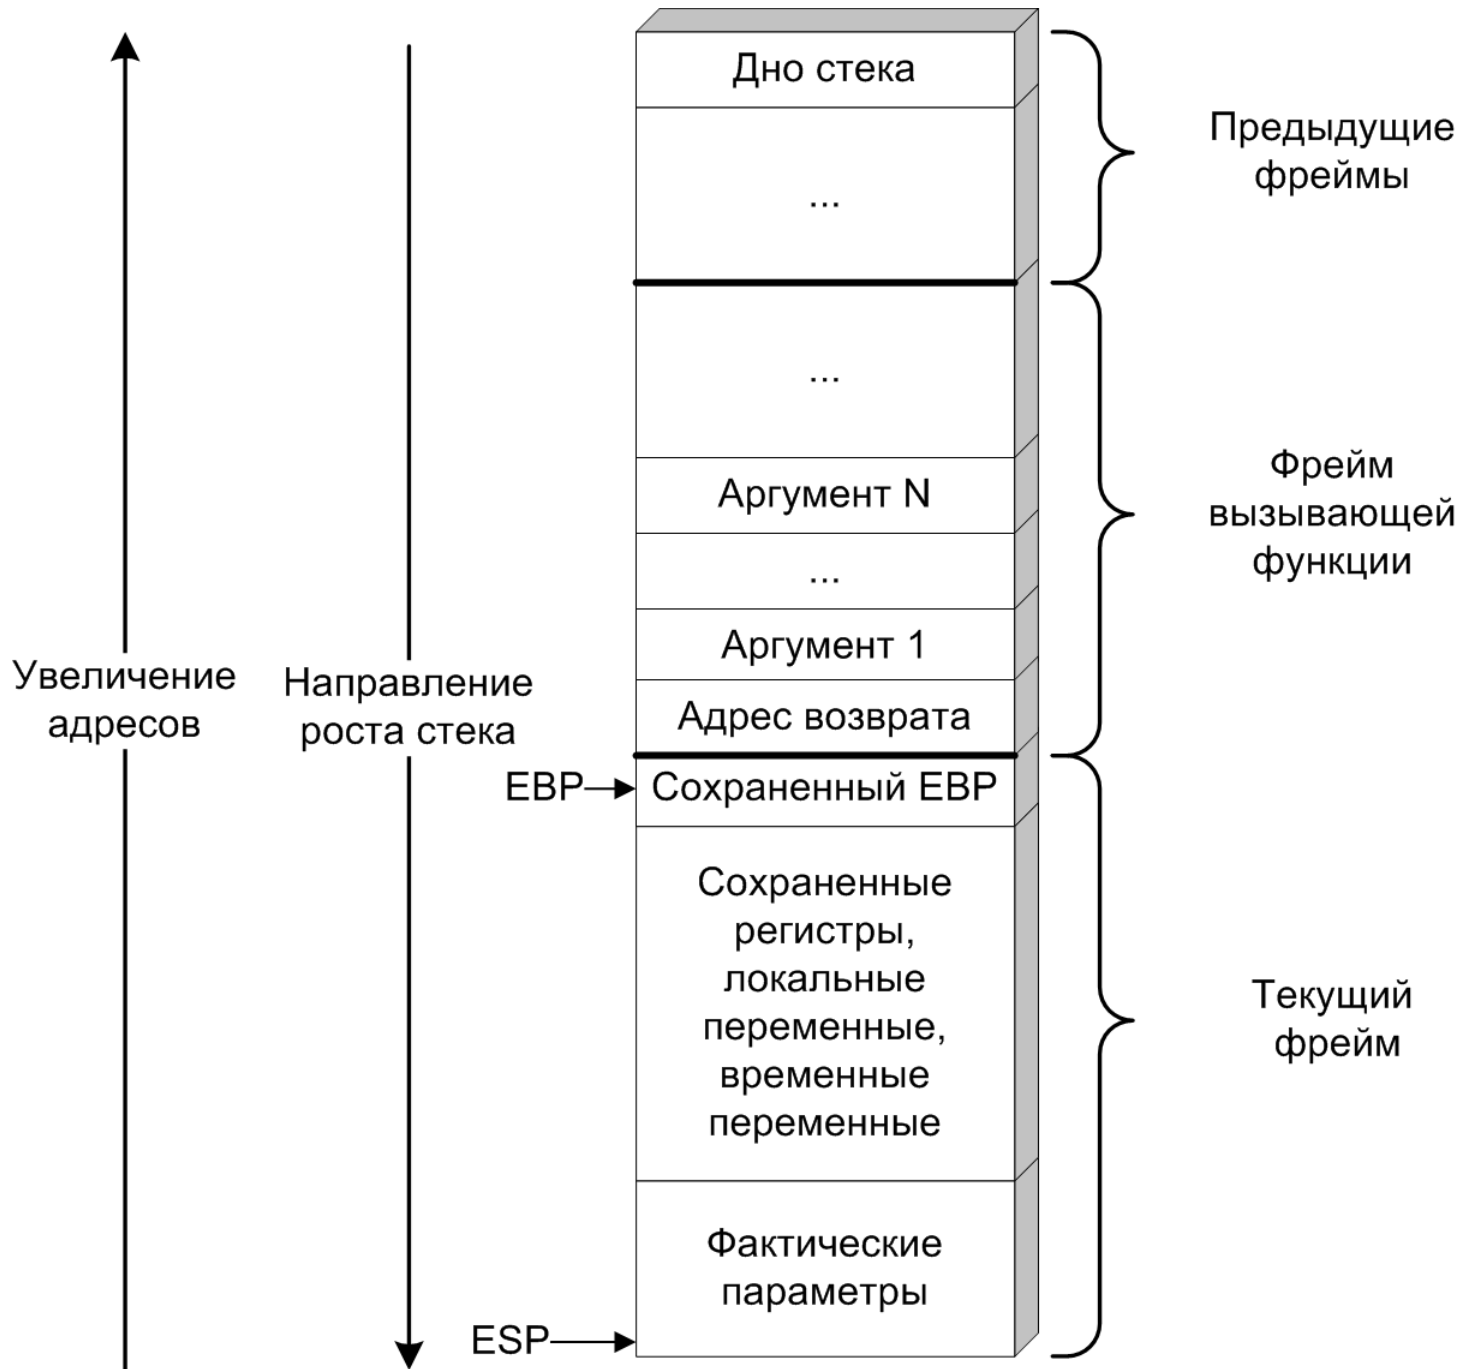 Дно стека
...
Предыдущие
фреймы
...
Аргумент N
...
Аргумент 1
Адрес возврата
Фрейм
вызывающей
функции
Увеличение
адресов
Направление
роста стека
EBP
Сохраненный EBP
Сохраненные
регистры,
локальные
переменные,
временные
переменные
Текущий
фрейм
Фактические
параметры
ESP